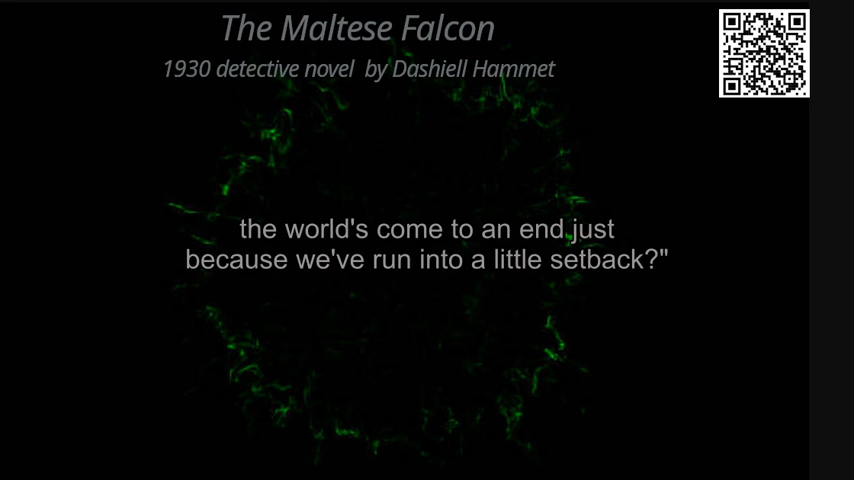 The Maltese Falcon
1930 detective novel  by Dashiell Hammet
the world's come to an end just
because we've run into a little setback?"